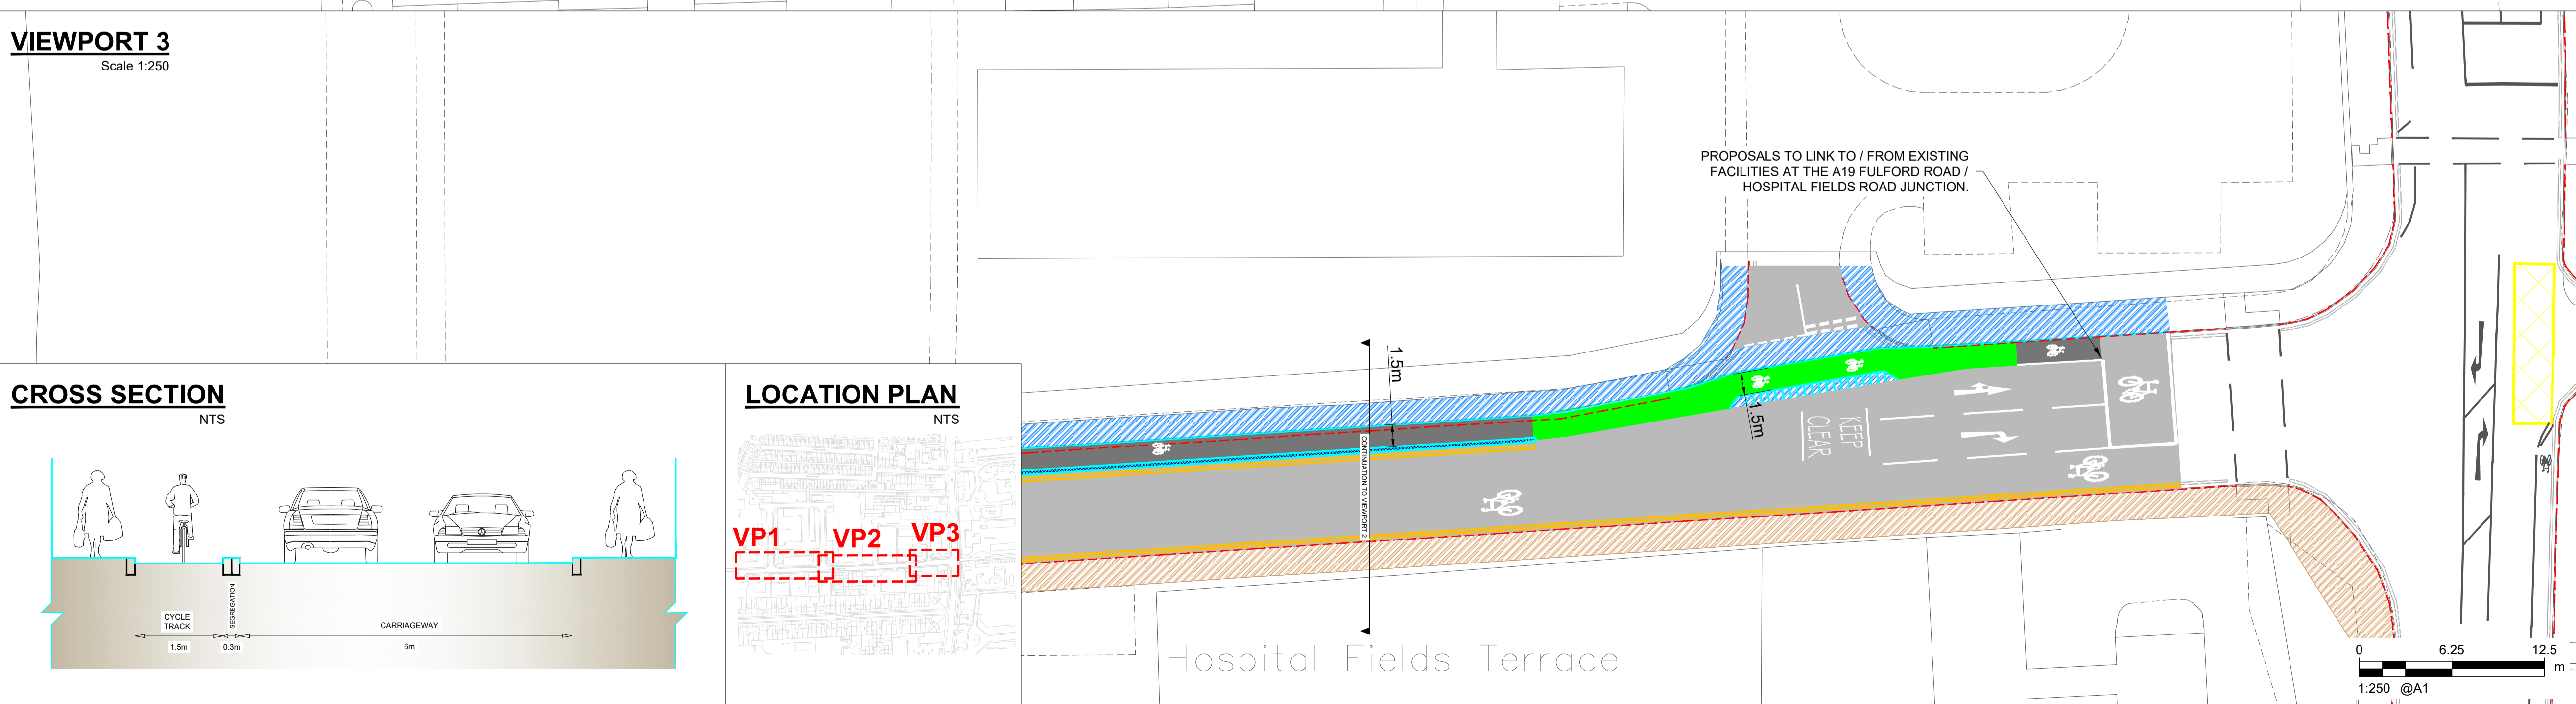 VIEWPORT 3
Scale 1:250
PROPOSALS TO LINK TO / FROM EXISTING
FACILITIES AT THE A19 FULFORD ROAD /
HOSPITAL FIELDS ROAD JUNCTION.
1.5m
1.5m
KEEP
CLEAR
CONTINUATION TO VIEWPORT 2
CROSS SECTION
NTS
CYCLE
TRACK
SEGREGATION
CARRIAGEWAY
1.5m
0.3m
6m
LOCATION PLAN
NTS
VP1
VP2
VP3
Hospital Fields Terrace
0
6.25
12.5
m
1:250 @A1